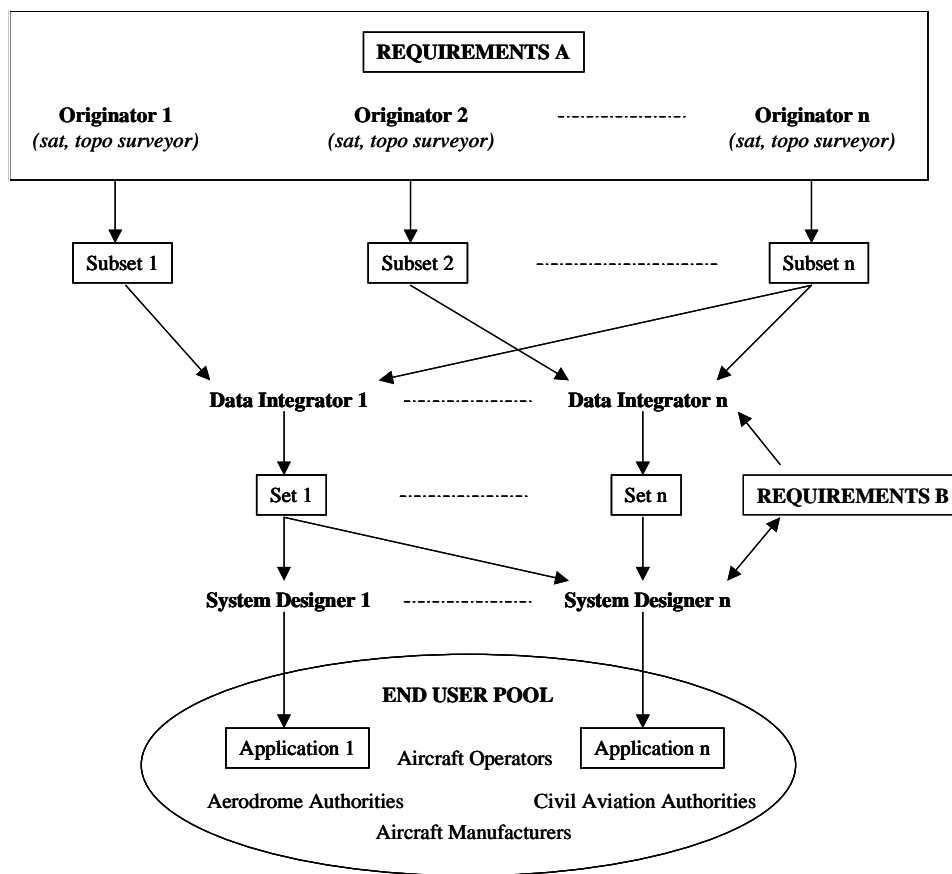 REQUIREMENTS A
Originator 1 Originator 2 Originator n
(sat, topo surveyor) (sat, topo surveyor) (sat, topo surveyor)
Subset 1 Subset 2 Subset n
Data Integrator 1 Data Integrator n
Set 1 Set n REQUIREMENTS B
System Designer 1 System Designer n
END USER POOL
Application 1 Application n
Aircraft Operators
Aerodrome Authorities Civil Aviation Authorities
Aircraft Manufacturers